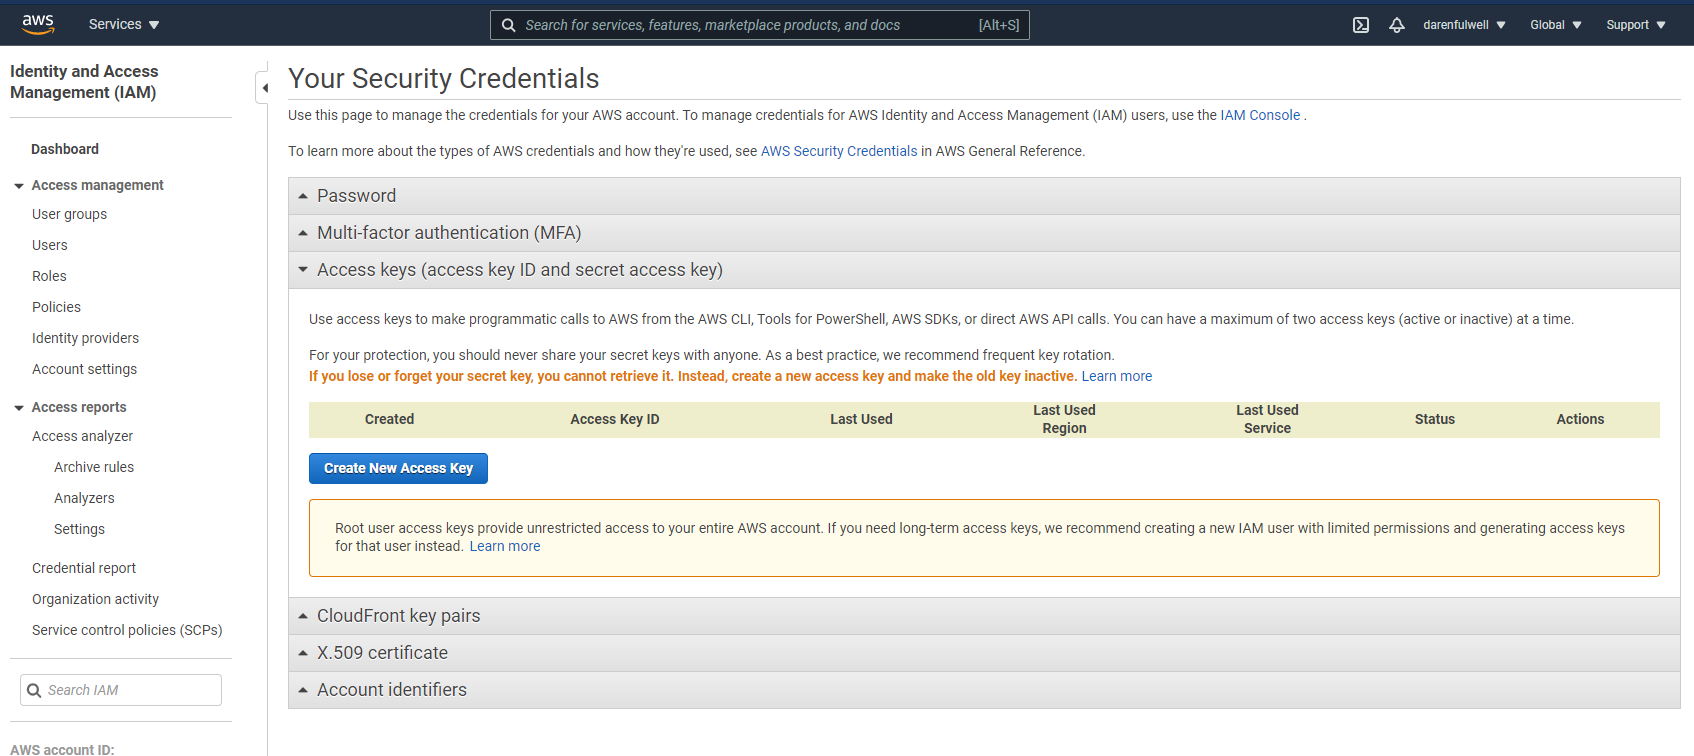 aws
Services
Search for services, features, marketplace products, and docs [Alt+S]
darenfulwell
Global
Support
Identity and Access
Management (IAM)
Dashboard
Access management
User groups
Users
Roles
Policies
Identity providers
Account settings
Access reports
Access analyzer
Archive rules
Analyzers
Settings
Credential report
Organization activity
Service control policies (SCPs)
Search IAM
AWS account ID:
Your Security Credentials
Use this page to manage the credentials for your AWS account. To manage credentials for AWS Identity and Access Management (IAM) users, use the IAM Console .
To learn more about the types of AWS credentials and how they're used, see AWS Security Credentials in AWS General Reference.
Password
Multi-factor authentication (MFA)
Access keys (access key ID and secret access key)
Use access keys to make programmatic calls to AWS from the AWS CLI, Tools for PowerShell, AWS SDKs, or direct AWS API calls. You can have a maximum of two access keys (active or inactive) at a time.
For your protection, you should never share your secret keys with anyone. As a best practice, we recommend frequent key rotation.
If you lose or forget your secret key, you cannot retrieve it. Instead, create a new access key and make the old key inactive. Learn more
Created
Access Key ID
Last Used
Last Used
Region
Last Used
Service
Status
Actions
Create New Access Key
Root user access keys provide unrestricted access to your entire AWS account. If you need long-term access keys, we recommend creating a new IAM user with limited permissions and generating access keys
for that user instead. Learn more
CloudFront key pairs
X.509 certificate
Account identifiers